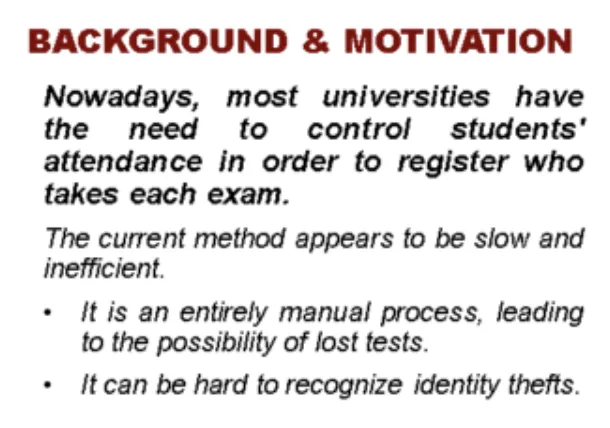 BACKGROUND & MOTIVATION
Nowadays, most universities have
the need to control students'
attendance in order to register who
takes each exam.
The current method appears to be slow and
inefficient.
• It is an entirely manual process, leading
to the possibility of lost tests.
• It can be hard to recognize identity thefts.